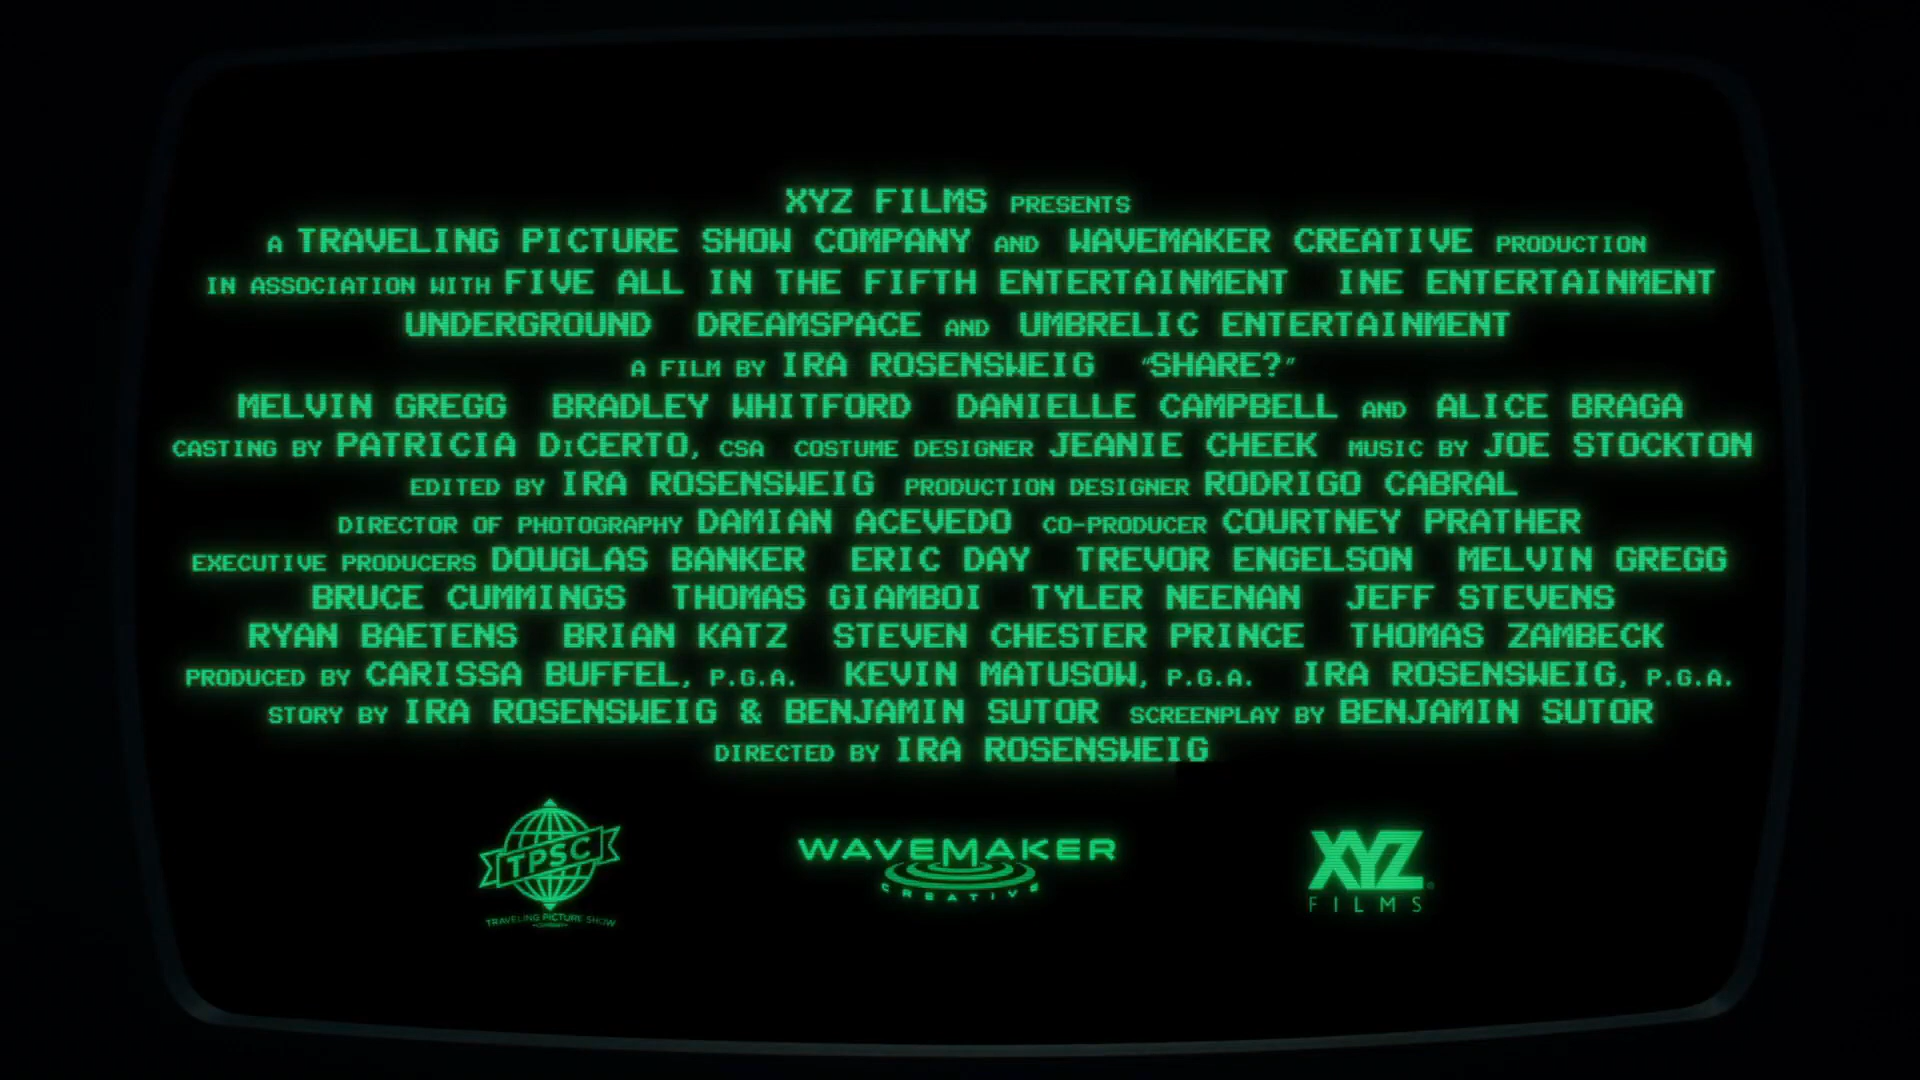 XYZ FILMS PRESENTS
A TRAVELING PICTURE SHOW COMPANY AND WAVEMAKER CREATIVE PRODUCTION
IN ASSOCIATION WITH FIVE ALL IN THE FIFTH ENTERTAINMENT INE ENTERTAINMENT
UNDERGROUND DREAMSPACE AND UMBRELIC ENTERTAINMENT
A FILM BY IRA ROSENSWEIG “SHARE?”
MELVIN GREGG BRADLEY WHITFORD DANIELLE CAMPBELL AND ALICE BRAGA
CASTING BY PATRICIA DiCERTO, CSA COSTUME DESIGNER JEANIE CHEEK MUSIC BY JOE STOCKTON
EDITED BY IRA ROSENSWEIG PRODUCTION DESIGNER RODRIGO CABRAL
DIRECTOR OF PHOTOGRAPHY DAMIAN ACEVEDO CO-PRODUCER COURTNEY PRATHER
EXECUTIVE PRODUCERS DOUGLAS BANKER ERIC DAY TREVOR ENGELSON MELVIN GREGG
BRUCE CUMMINGS THOMAS GIAMBOI TYLER NEENAN JEFF STEVENS
RYAN BAETENS BRIAN KATZ STEVEN CHESTER PRINCE THOMAS ZAMBECK
PRODUCED BY CARISSA BUFFEL, P.G.A. KEVIN MATUSOW, P.G.A. IRA ROSENSWEIG, P.G.A.
STORY BY IRA ROSENSWEIG & BENJAMIN SUTOR SCREENPLAY BY BENJAMIN SUTOR
DIRECTED BY IRA ROSENSWEIG
TPSC
TRAVELING PICTURE SHOW
WAVEMAKER
CREATIVE
XYZ
FILMS